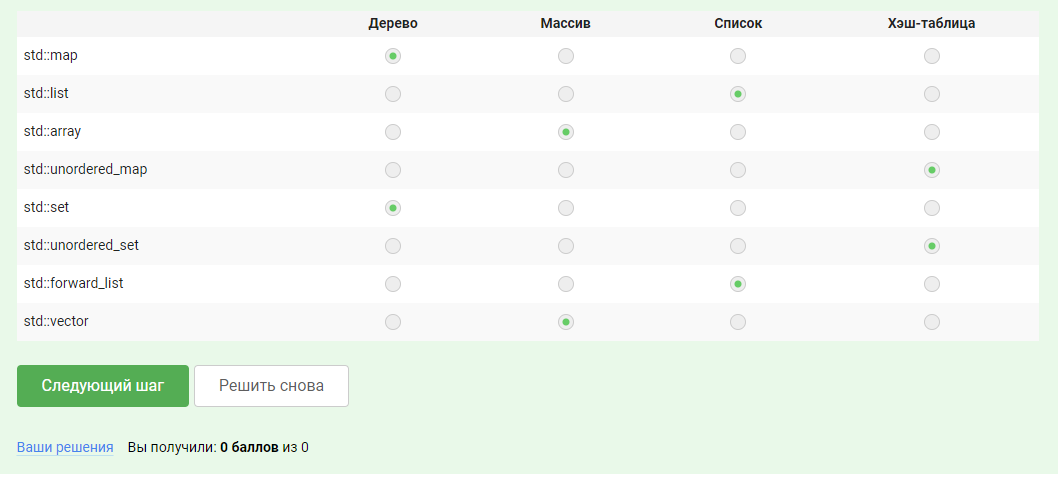 Дерево Массив Список Хэш-таблица
std::map
std::list
std::array
std::unordered_map
std::set
std::unordered_set
std::forward_list
std::vector
Следующий шаг Решить снова
Ваши решения Вы получили: 0 баллов из 0